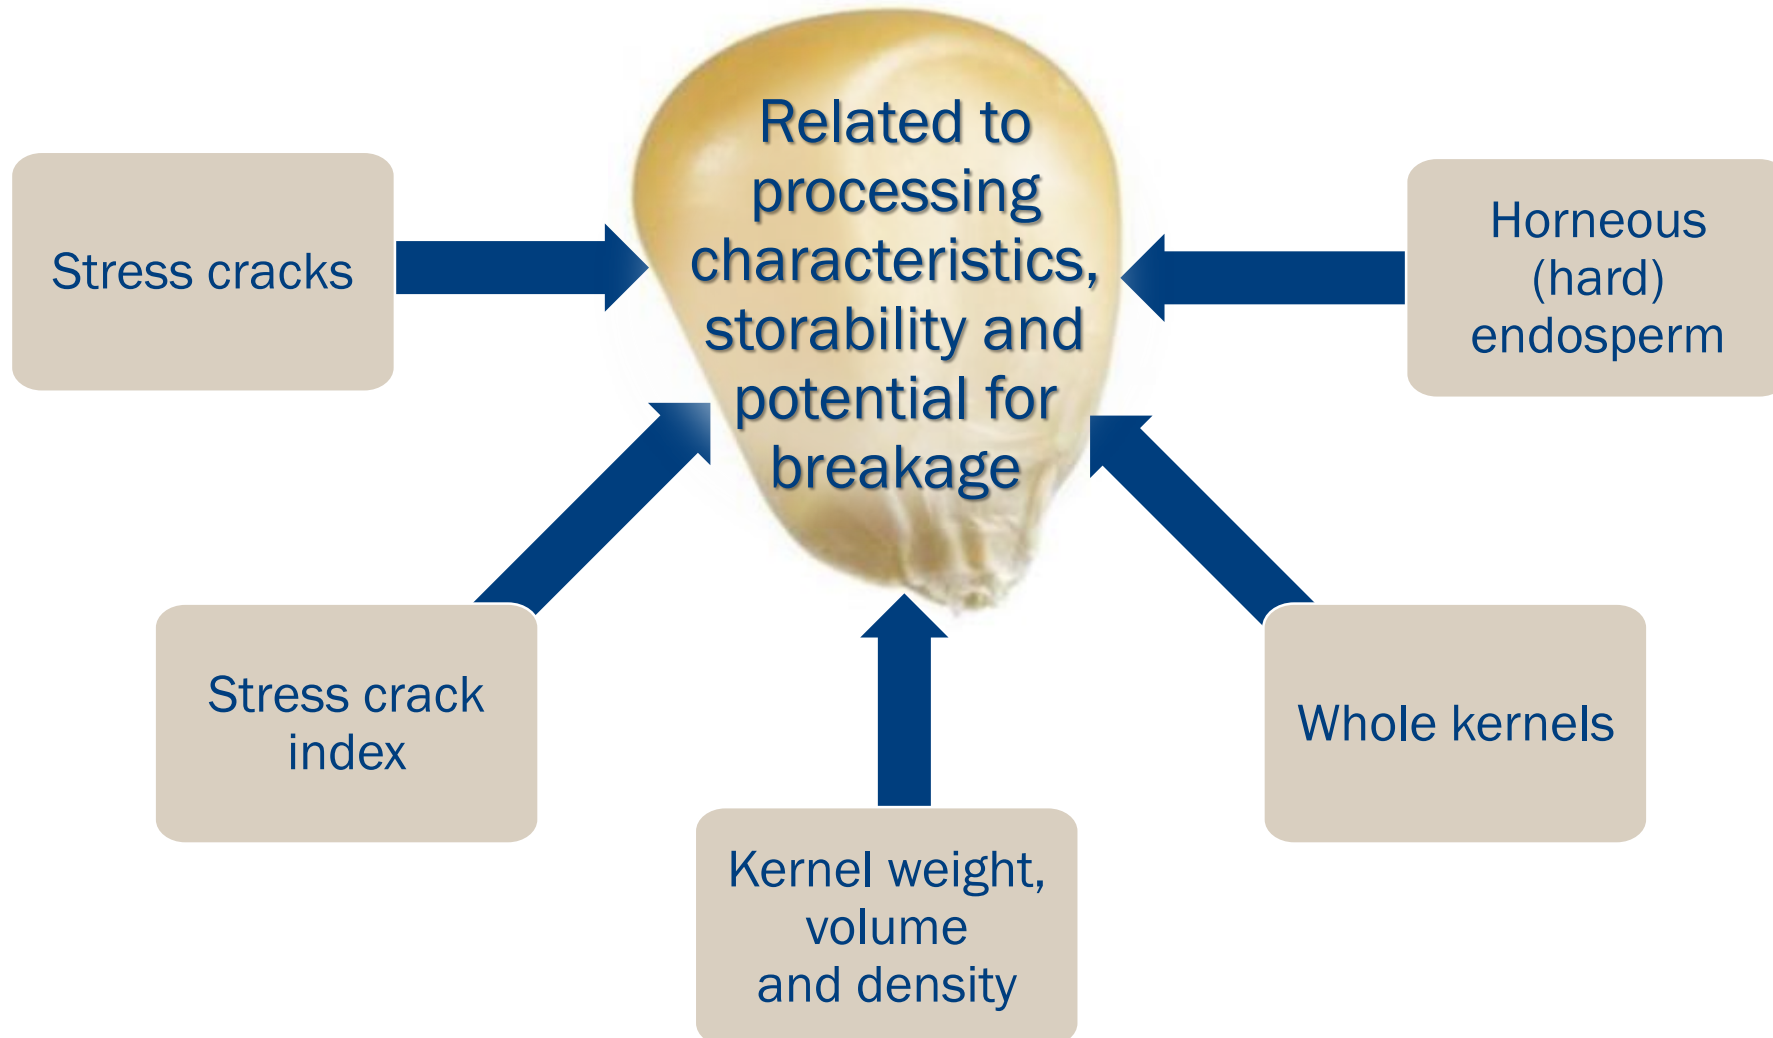 Related to
processing
characteristics,
storability and
potential for
breakage
Stress cracks
Horneous
(hard)
endosperm
Stress crack
index
Whole kernels
Kernel weight,
volume
and density